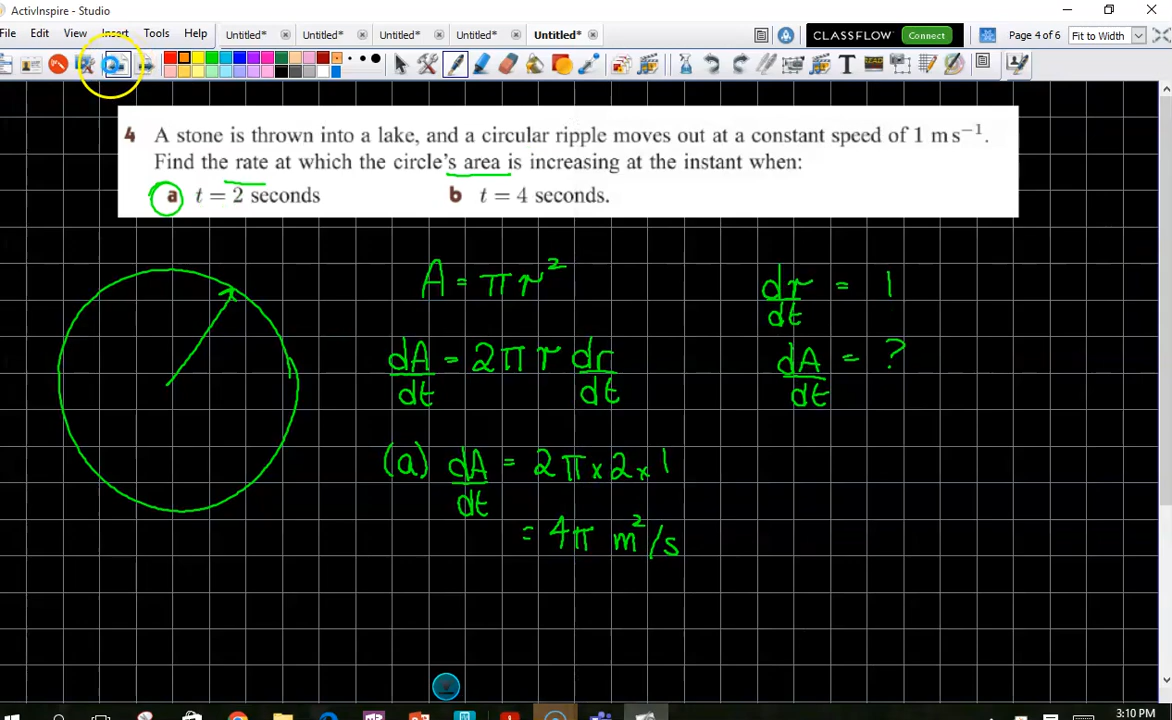 ActivInspire - Studio
File Edit View Insert Tools Help Untitled* Untitled* Untitled* Untitled* Untitled* CLASSFLOW Connect Page 4 of 6 Fit to Width
4 A stone is thrown into a lake, and a circular ripple moves out at a constant speed of 1 m s⁻¹.
Find the rate at which the circle's area is increasing at the instant when:
a t = 2 seconds b t = 4 seconds.
A = πr²
dr/dt = 1
dA/dt = 2πr dr/dt
dA/dt = ?
(a) dA/dt = 2π × 2 × 1
= 4π m²/s
3:10 PM